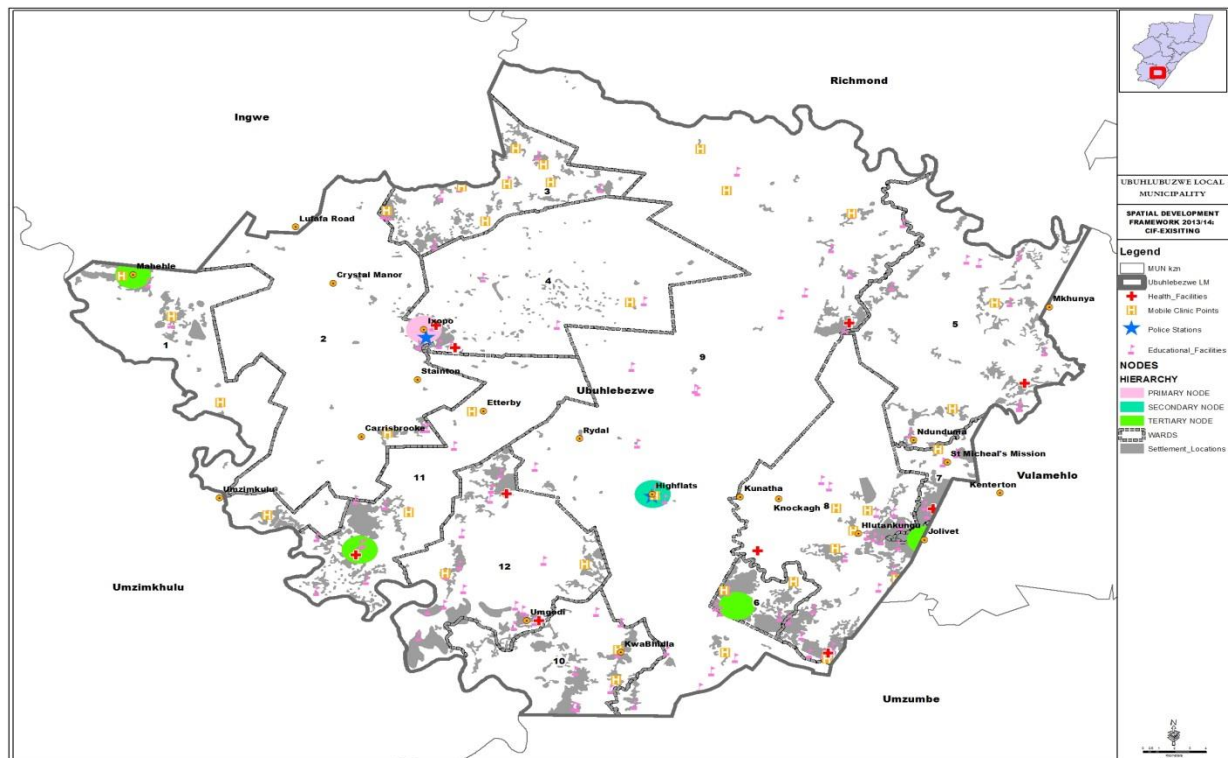 Richmond
Ingwe
3
Lufafa Road
Mahehle
Crystal Manor
4
Mkhunya
5
Ixopo
2
1
9
Stainton
Ubuhlebezwe
Etterby
Carrisbrooke
Rydal
Ndunduma
St Micheal's Mission
Vulamehlo
11
7
Umzimkulu
Highflats
Kunatha
Kenterton
Knockagh
8
Hlutankungu
Jolivet
12
Umzimkhulu
6
Umgodi
KwaBhidla
10
Umzumbe
UBUHLUBUZWE LOCAL
MUNICIPALITY
SPATIAL DEVELOPMENT
FRAMEWORK 2013/14:
CIF-EXISITING
Legend
MUN kzn
Ubuhlebezwe LM
Health_Facilities
H Mobile Clinic Points
Police Stations
Educational_Facilities
NODES
HIERARCHY
PRIMARY NODE
SECONDARY NODE
TERTIARY NODE
WARDS
Settlement_Locations
N